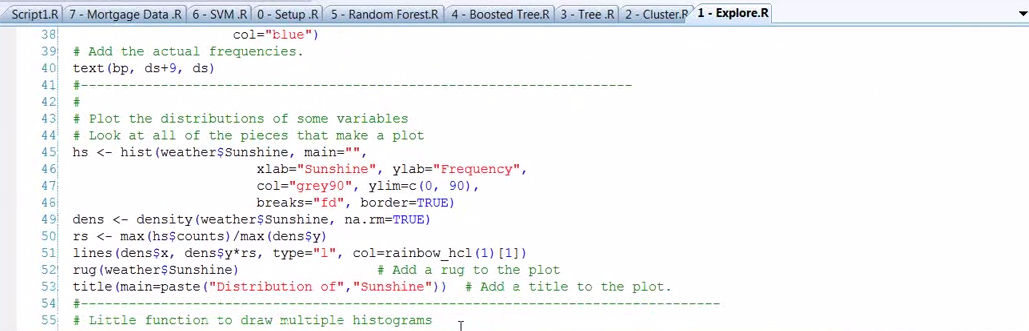 Script1.R 7 - Mortgage Data .R 6 - SVM .R 0 - Setup .R 5 - Random Forest.R 4 - Boosted Tree.R 3 - Tree .R 2 - Cluster.R 1 - Explore.R
38 col="blue")
39 # Add the actual frequencies.
40 text(bp, ds+9, ds)
41 #---------------------------------------------------------------------
42 #
43 # Plot the distributions of some variables
44 # Look at all of the pieces that make a plot
45 hs <- hist(weather$Sunshine, main="",
46 xlab="Sunshine", ylab="Frequency",
47 col="grey90", ylim=c(0, 90),
46 breaks="fd", border=TRUE)
49 dens <- density(weather$Sunshine, na.rm=TRUE)
50 rs <- max(hs$counts)/max(dens$y)
51 lines(dens$x, dens$y*rs, type="l", col=rainbow_hcl(1)[1])
52 rug(weather$Sunshine) # Add a rug to the plot
53 title(main=paste("Distribution of","Sunshine")) # Add a title to the plot.
54 #--------------------------------------------------------------------------------
55 # Little function to draw multiple histograms